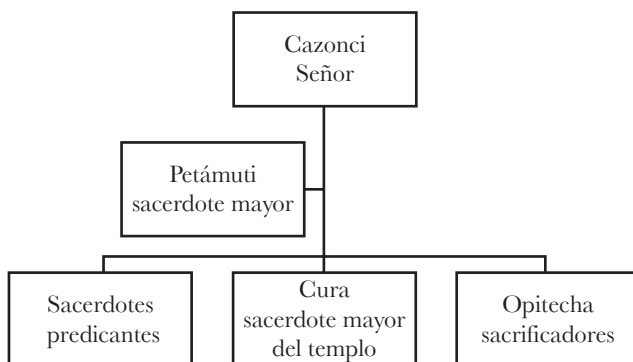 Cazonci
Señor
Petámuti
sacerdote mayor
Sacerdotes
predicantes
Cura
sacerdote mayor
del templo
Opitecha
sacrificadores